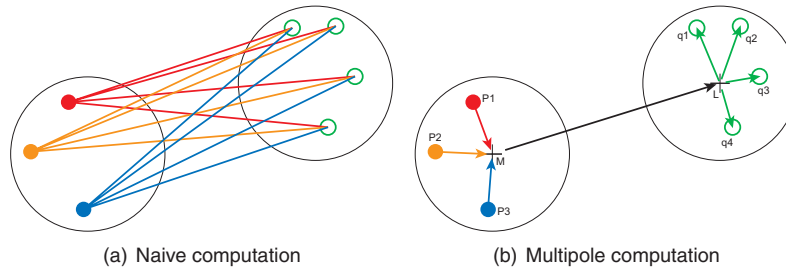 q1
q2
q3
q4
L
P1
P2
M
P3
(a) Naive computation
(b) Multipole computation